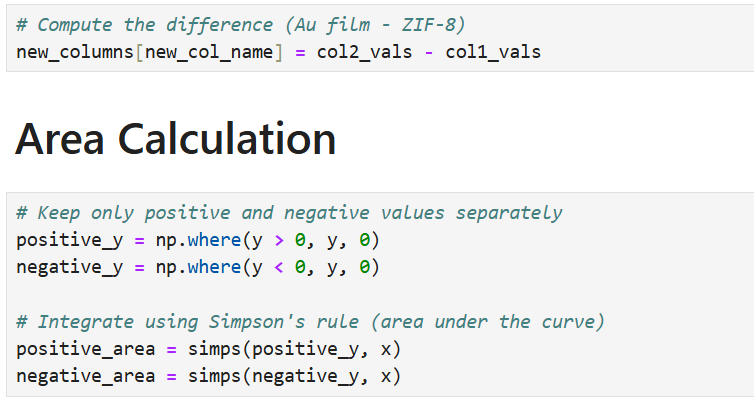 # Compute the difference (Au film - ZIF-8)
new_columns[new_col_name] = col2_vals - col1_vals
Area Calculation
# Keep only positive and negative values separately
positive_y = np.where(y > 0, y, 0)
negative_y = np.where(y < 0, y, 0)
# Integrate using Simpson's rule (area under the curve)
positive_area = simps(positive_y, x)
negative_area = simps(negative_y, x)